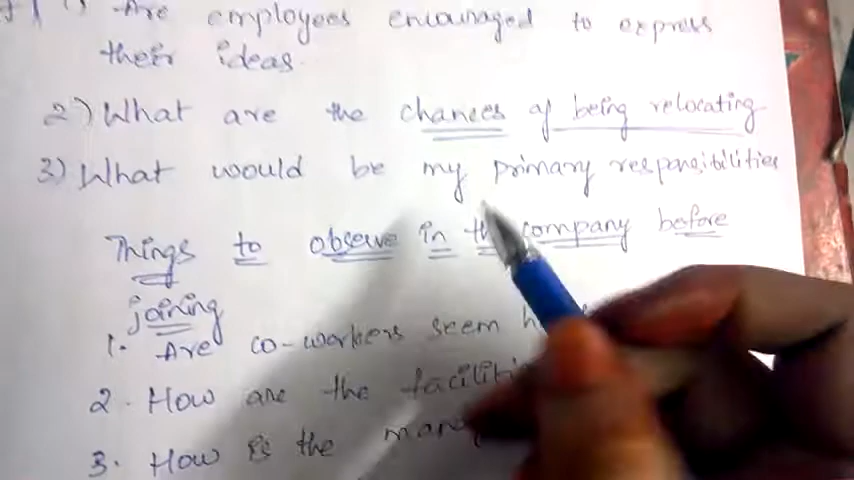 1) Are employees encouraged to express
their ideas.
2) What are the chances of being relocating
3) What would be my primary responsibilities
Things to observe in the company before
joining
1. Are co-workers seem
2. How are the
3. How is the